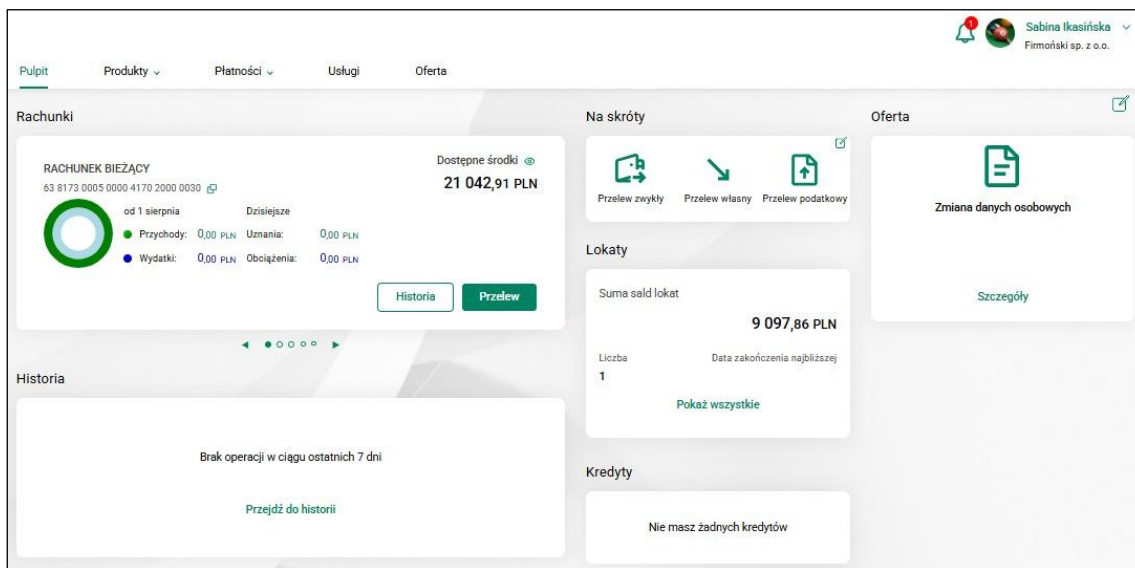 1
Sabina Ikasińska
Firmoński sp. z o.o.
Pulpit Produkty Płatności Usługi Oferta
Rachunki
RACHUNEK BIEŻĄCY
63 8173 0005 0000 4170 2000 0030
Dostępne środki
21 042,91 PLN
od 1 sierpnia Dzisiejsze
Przychody: 0,00 PLN Uznania: 0,00 PLN
Wydatki: 0,00 PLN Obciążenia: 0,00 PLN
Historia Przelew
Historia
Brak operacji w ciągu ostatnich 7 dni
Przejdź do historii
Na skróty
Przelew zwykły Przelew własny Przelew podatkowy
Lokaty
Suma sald lokat
9 097,86 PLN
Liczba Data zakończenia najbliższej
1
Pokaż wszystkie
Kredyty
Nie masz żadnych kredytów
Oferta
Zmiana danych osobowych
Szczegóły